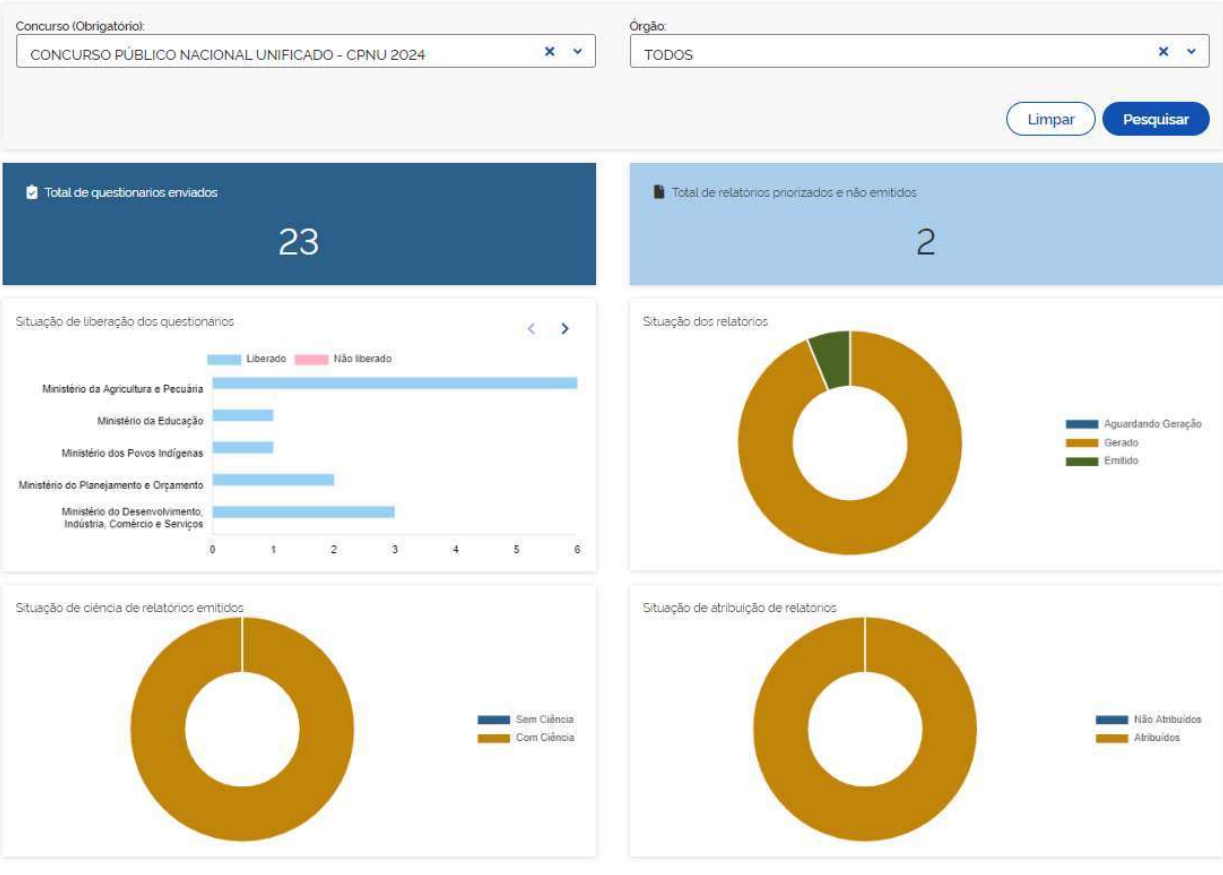 Concurso (Obrigatório):
CONCURSO PÚBLICO NACIONAL UNIFICADO - CPNU 2024
Órgão:
TODOS
Limpar
Pesquisar
Total de questionarios enviados
23
Total de relatórios priorizados e não emitidos
2
Situação de liberação dos questionários
Liberado
Não liberado
Ministério da Agricultura e Pecuária
Ministério da Educação
Ministério dos Povos Indígenas
Ministério do Planejamento e Orçamento
Ministério do Desenvolvimento,
Indústria, Comércio e Serviços
0 1 2 3 4 5 6
Situação dos relatórios
Aguardando Geração
Gerado
Emitido
Situação de ciência de relatórios emitidos
Sem Ciência
Com Ciência
Situação de atribuição de relatórios
Não Atribuídos
Atribuídos